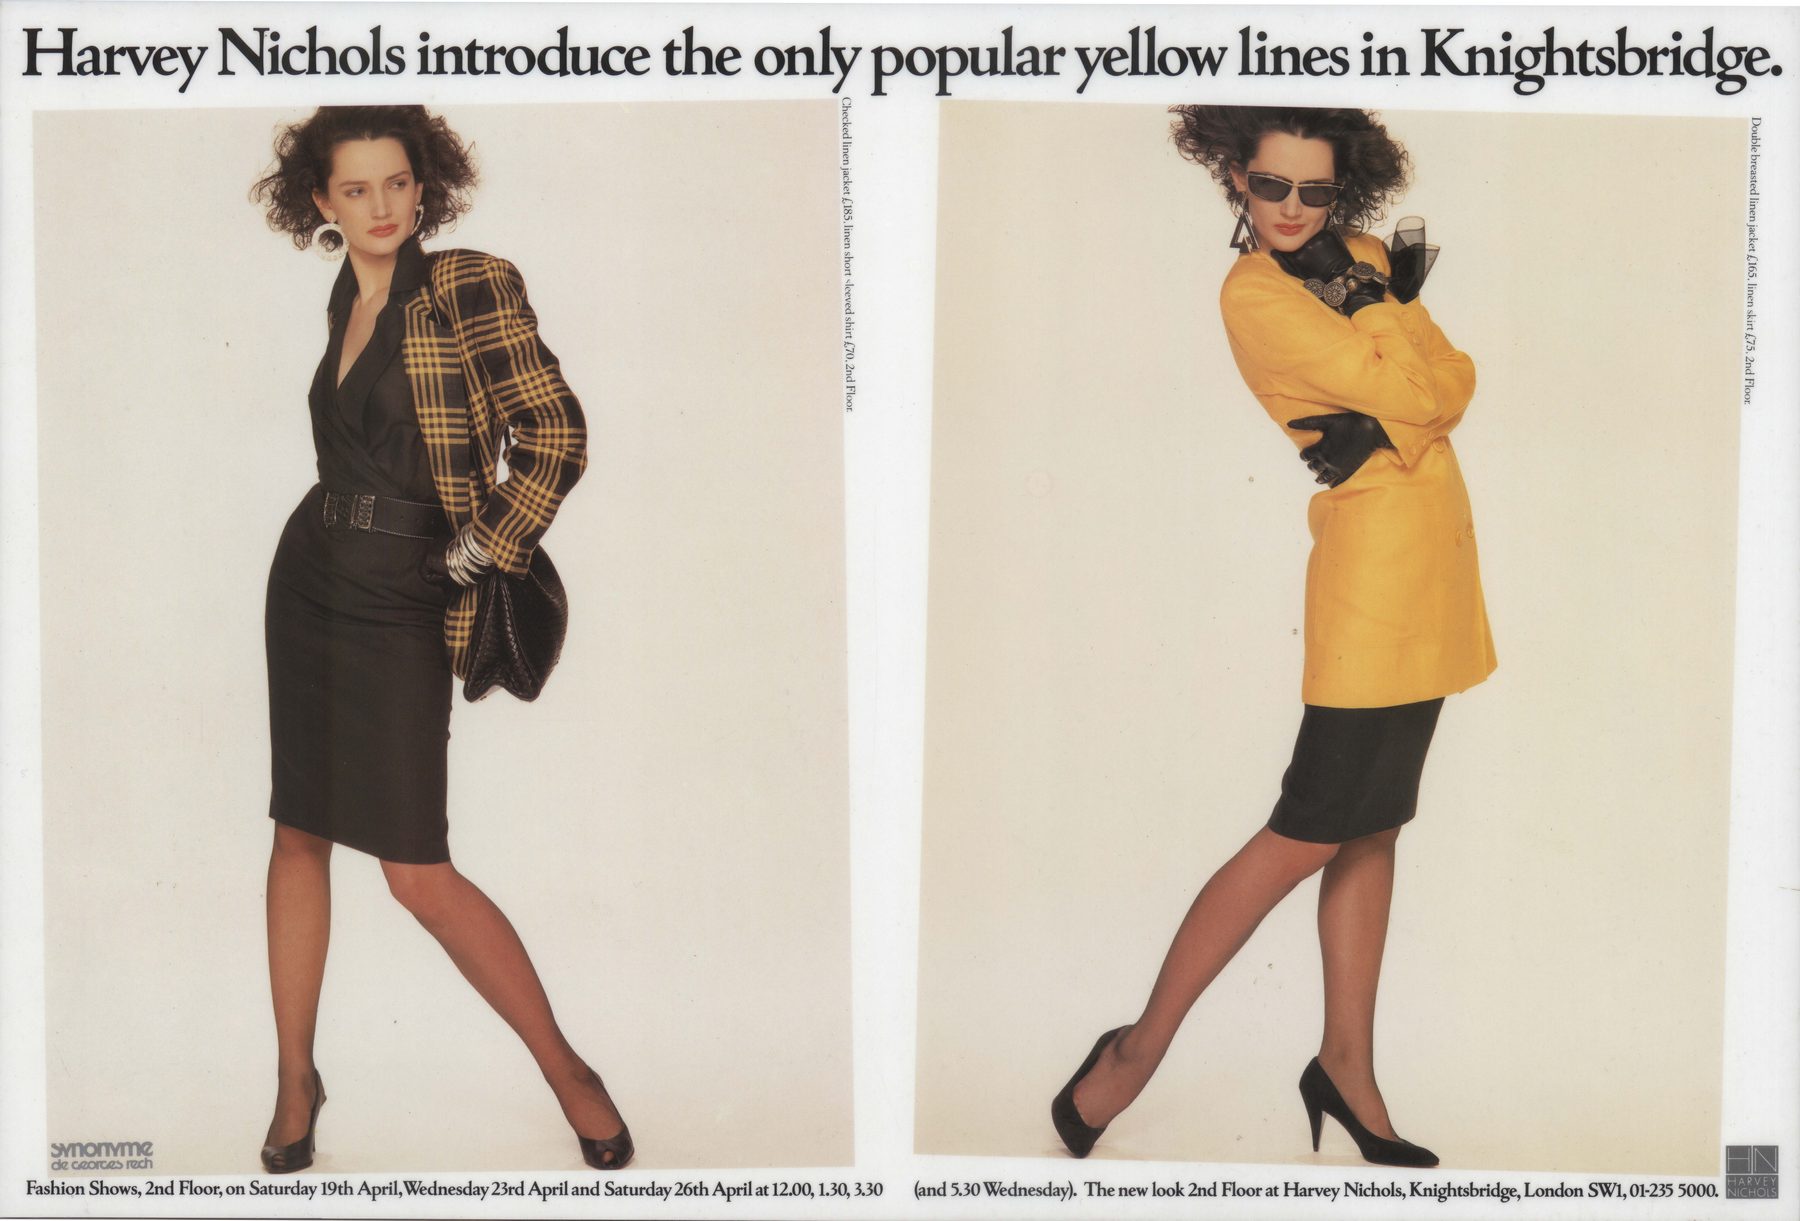 Harvey Nichols introduce the only popular yellow lines in Knightsbridge.
Checked linen jacket £185, linen short sleeved shirt £70, 2nd Floor.
Double breasted linen jacket £165, linen skirt £75, 2nd Floor.
synonyme
de georges rech
Fashion Shows, 2nd Floor, on Saturday 19th April, Wednesday 23rd April and Saturday 26th April at 12.00, 1.30, 3.30 (and 5.30 Wednesday). The new look 2nd Floor at Harvey Nichols, Knightsbridge, London SW1, 01-235 5000.
HN
HARVEY
NICHOLS